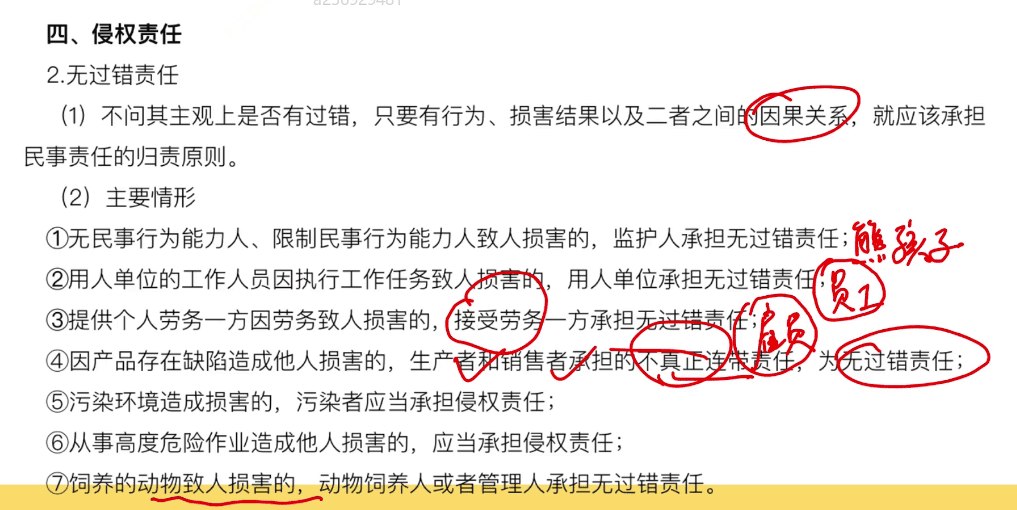 a256929481
四、侵权责任
2.无过错责任
（1）不问其主观上是否有过错，只要有行为、损害结果以及二者之间的因果关系，就应该承担
民事责任的归责原则。
（2）主要情形
①无民事行为能力人、限制民事行为能力人致人损害的，监护人承担无过错责任；熊孩子
②用人单位的工作人员因执行工作任务致人损害的，用人单位承担无过错责任；员工
③提供个人劳务一方因劳务致人损害的，接受劳务一方承担无过错责任；雇员
④因产品存在缺陷造成他人损害的，生产者和销售者承担的不真正连带责任，为无过错责任；
⑤污染环境造成损害的，污染者应当承担侵权责任；
⑥从事高度危险作业造成他人损害的，应当承担侵权责任；
⑦饲养的动物致人损害的，动物饲养人或者管理人承担无过错责任。